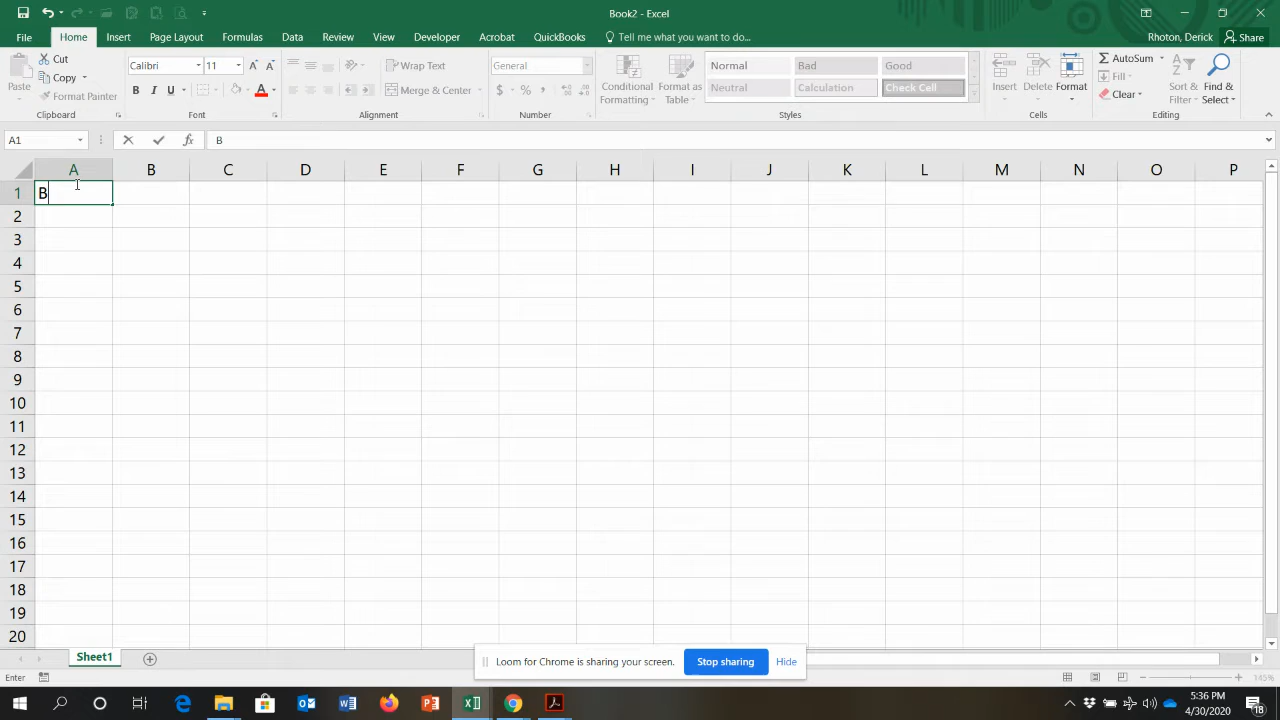 Book2 - Excel
File Home Insert Page Layout Formulas Data Review View Developer Acrobat QuickBooks Tell me what you want to do... Rhoton, Derick Share
Paste Cut Copy Format Painter
Clipboard
Calibri 11
B I U A
Font
Wrap Text
Merge & Center
Alignment
General
$ % ,
Number
Conditional Formatting Format as Table
Normal Bad Good
Neutral Calculation Check Cell
Styles
Insert Delete Format
Cells
AutoSum
Fill
Clear
Sort & Filter Find & Select
Editing
A1 fx B
A B C D E F G H I J K L M N O P
1 B
2
3
4
5
6
7
8
9
10
11
12
13
14
15
16
17
18
19
20
Sheet1
Loom for Chrome is sharing your screen. Stop sharing Hide
Enter 145%
5:36 PM
4/30/2020
18